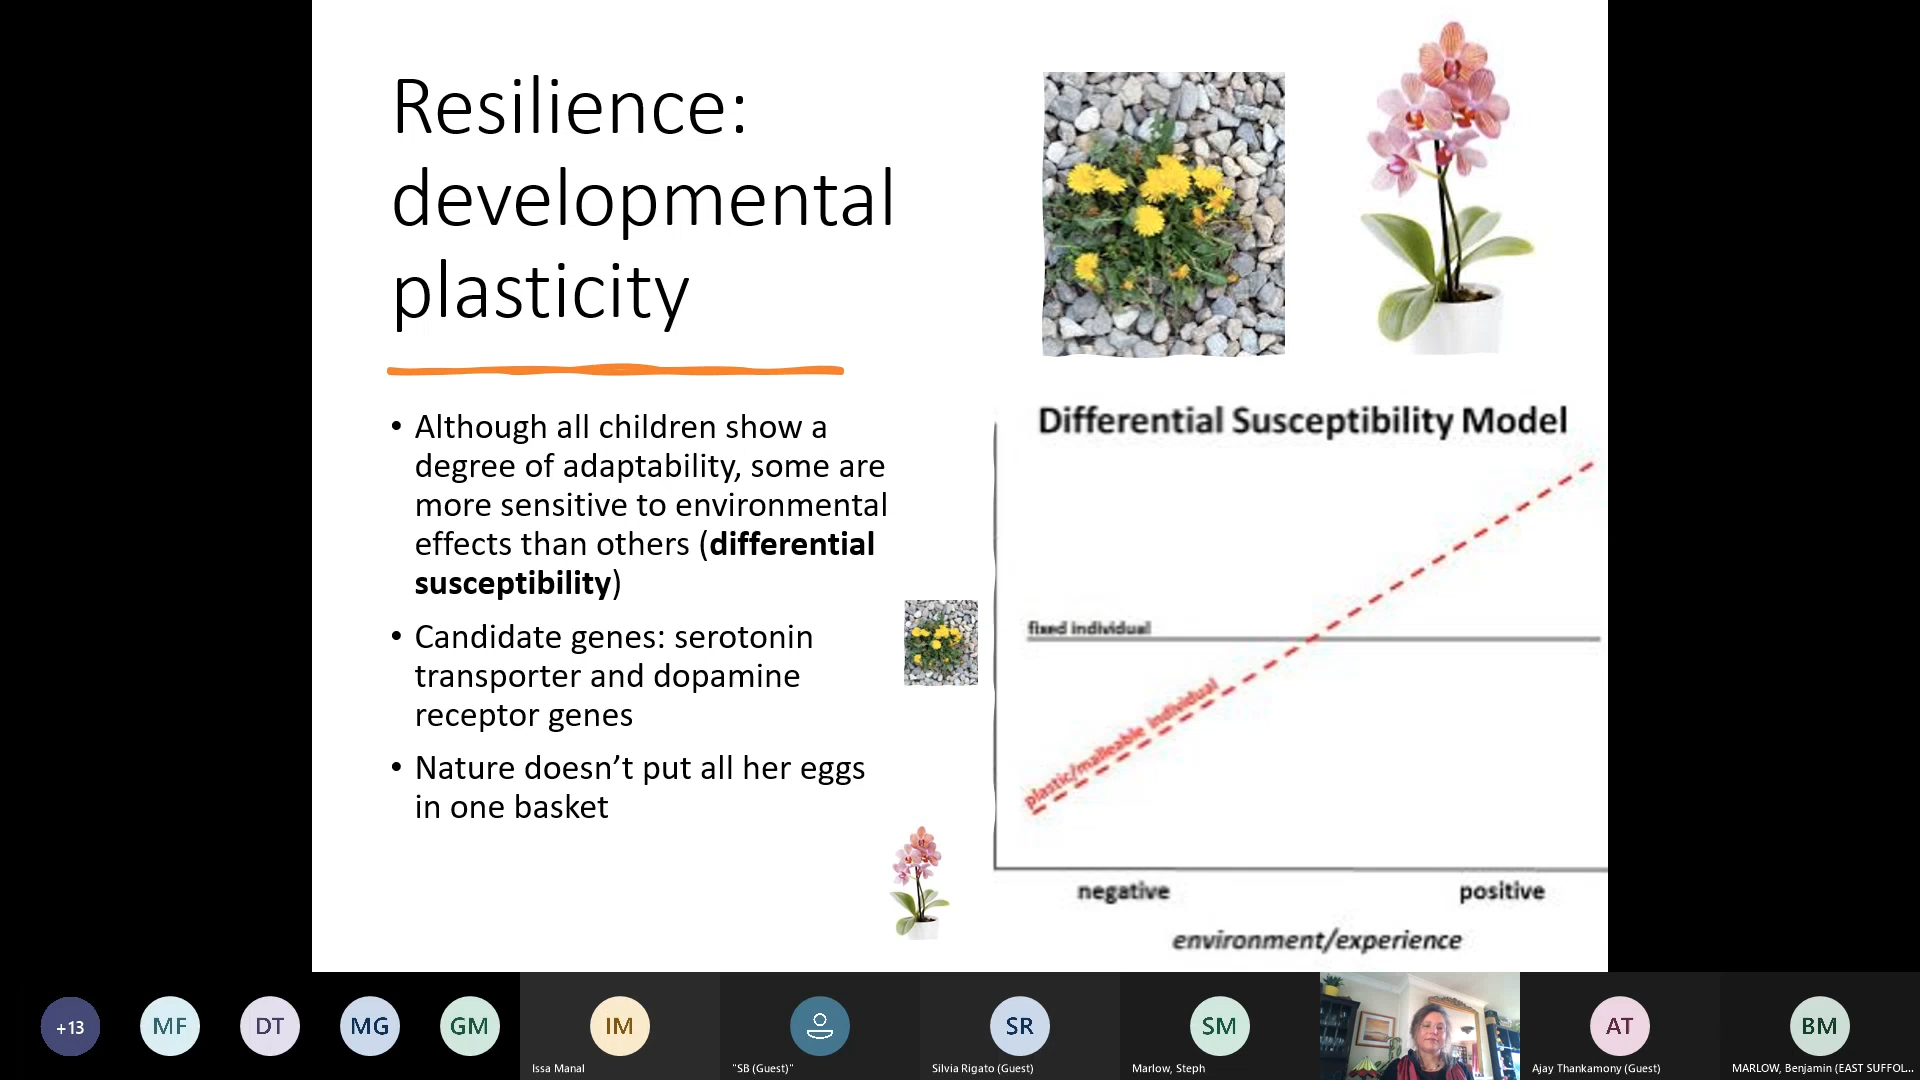 Resilience:
developmental
plasticity
• Although all children show a
degree of adaptability, some are
more sensitive to environmental
effects than others (differential
susceptibility)
• Candidate genes: serotonin
transporter and dopamine
receptor genes
• Nature doesn’t put all her eggs
in one basket
Differential Susceptibility Model
fixed individual
plastic/malleable individual
negative
positive
environment/experience
+13
MF
DT
MG
GM
IM
Issa Manal
"SB (Guest)"
SR
Silvia Rigato (Guest)
SM
Marlow, Steph
AT
Ajay Thankamony (Guest)
BM
MARLOW, Benjamin (EAST SUFFOL...